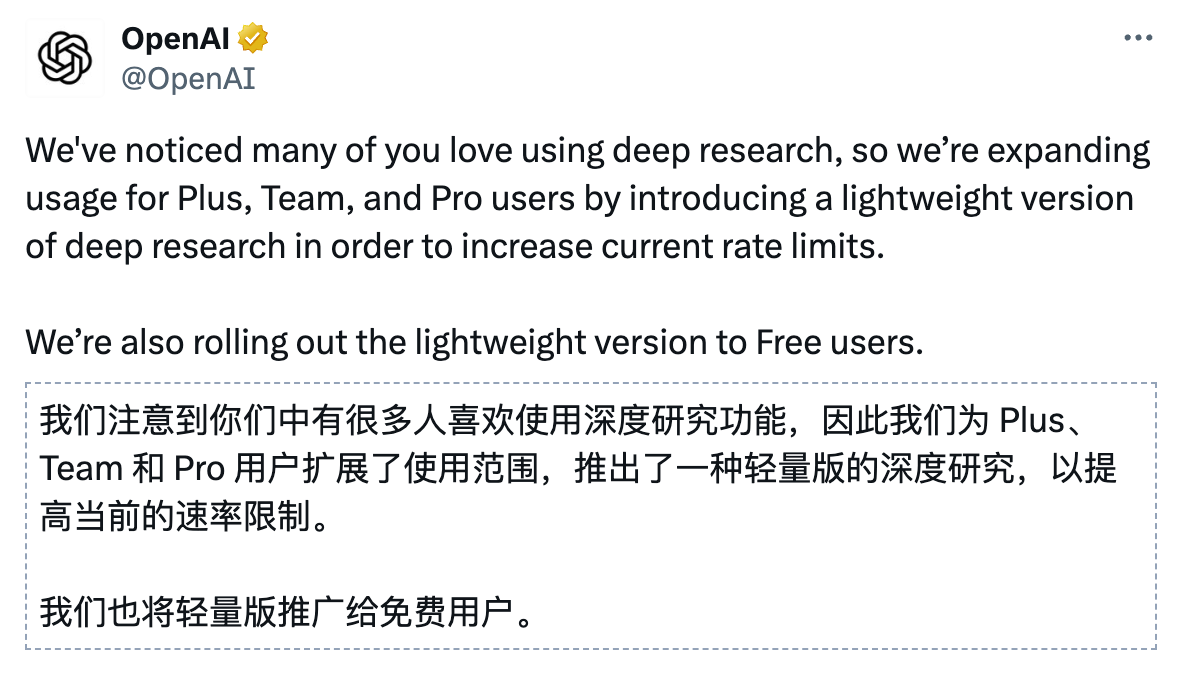 OpenAI
@OpenAI
We've noticed many of you love using deep research, so we’re expanding
usage for Plus, Team, and Pro users by introducing a lightweight version
of deep research in order to increase current rate limits.
We’re also rolling out the lightweight version to Free users.
我们注意到你们中有很多人喜欢使用深度研究功能，因此我们为 Plus、
Team 和 Pro 用户扩展了使用范围，推出了一种轻量版的深度研究，以提
高当前的速率限制。
我们也将轻量版推广给免费用户。